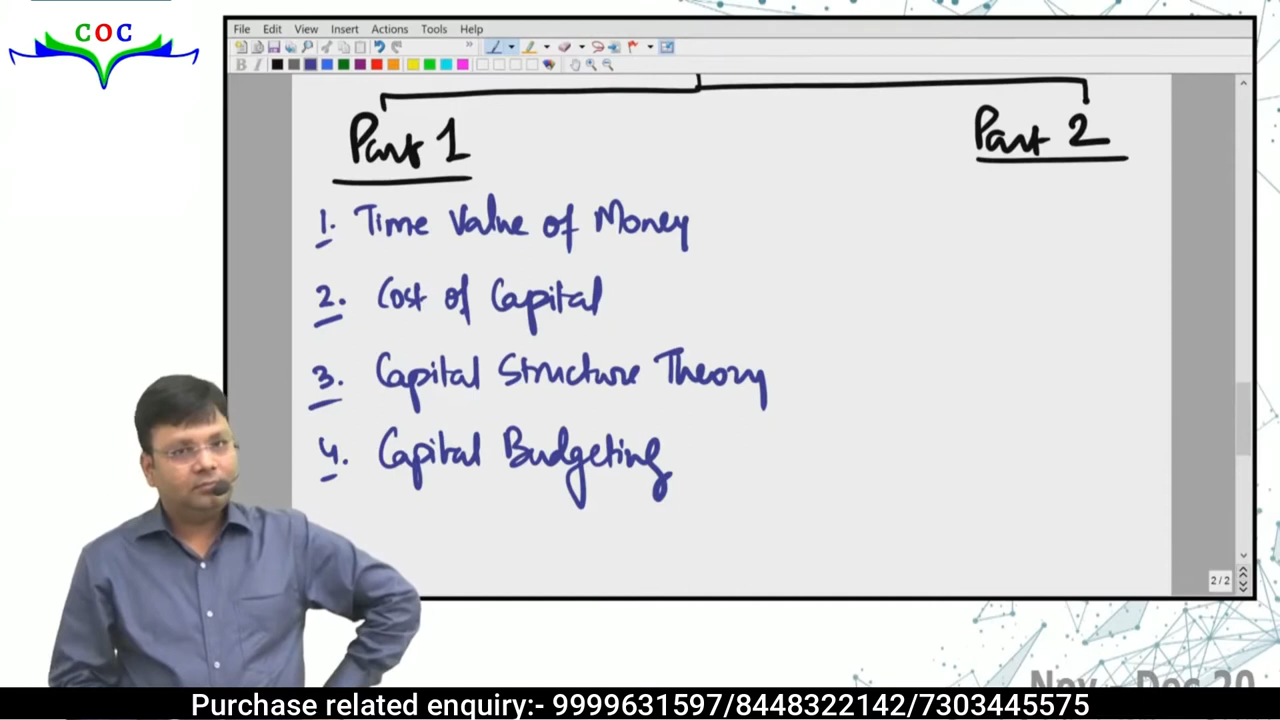 COC
File Edit View Insert Actions Tools Help
Part 1
Part 2
1. Time Value of Money
2. Cost of Capital
3. Capital Structure Theory
4. Capital Budgeting
2 / 2
Purchase related enquiry:- 9999631597/8448322142/7303445575